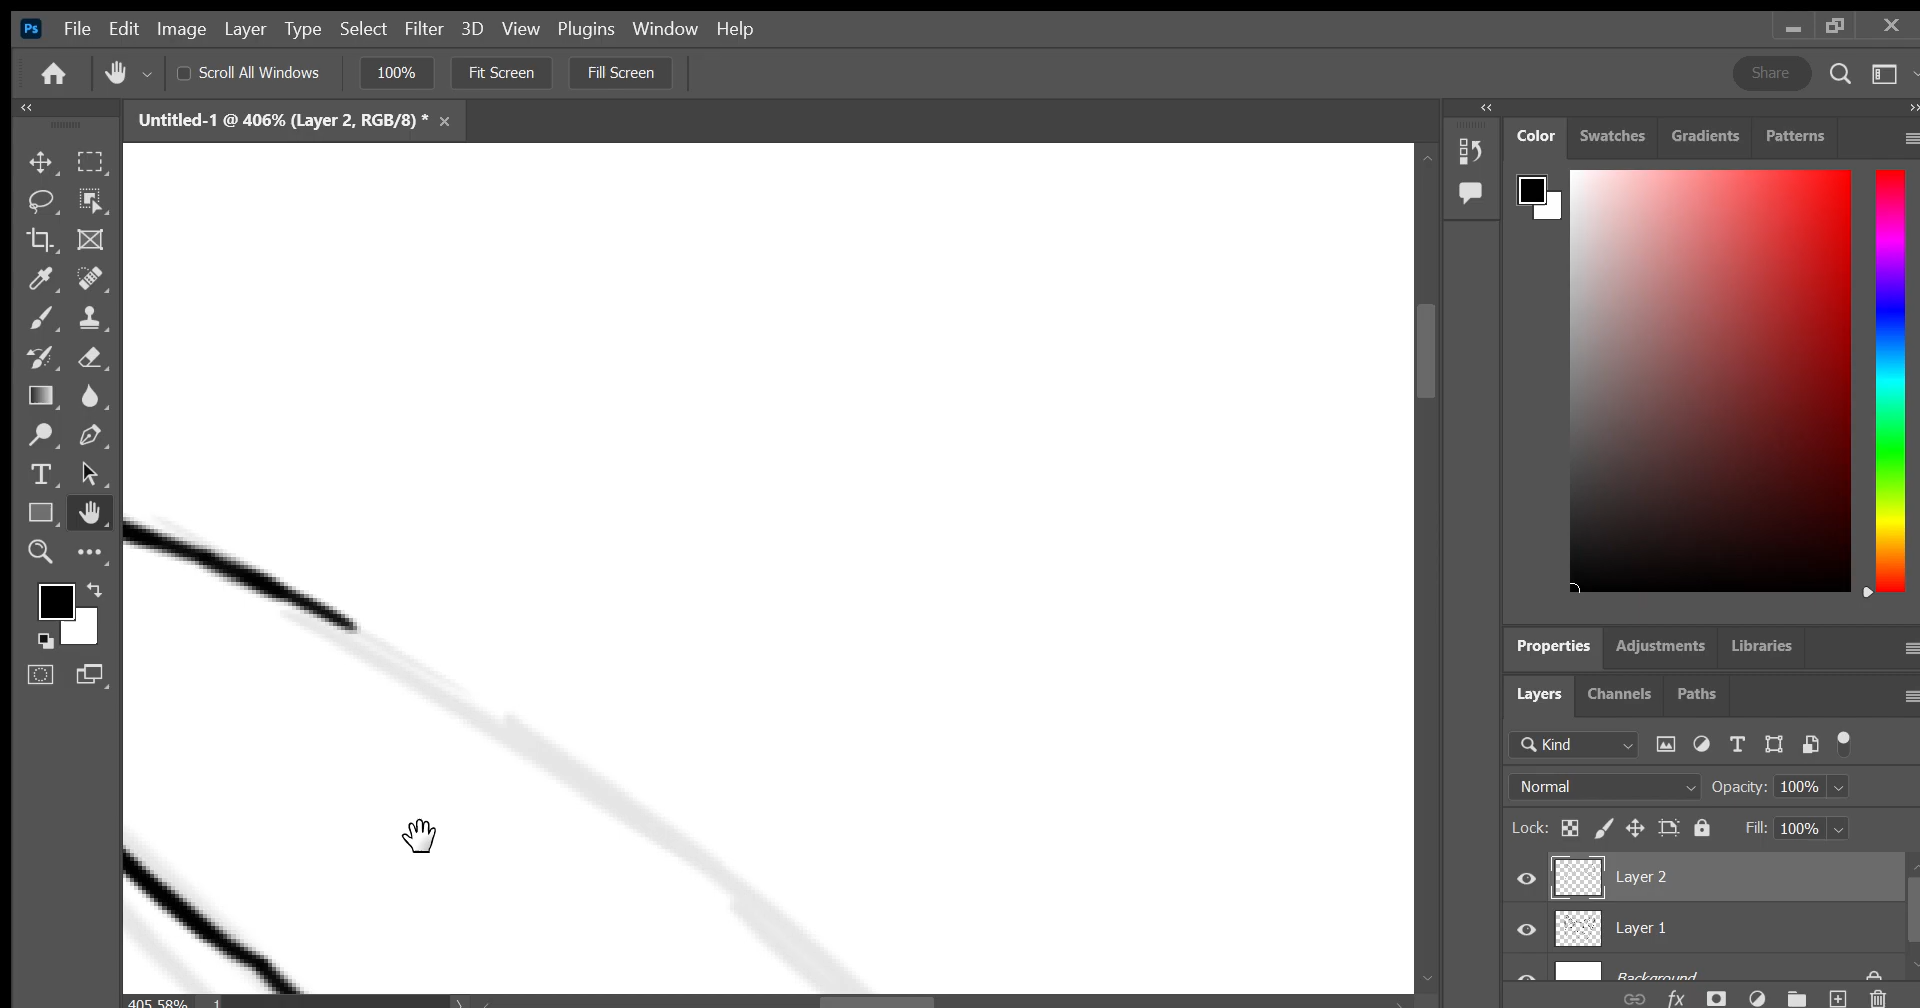 Ps File Edit Image Layer Type Select Filter 3D View Plugins Window Help
Scroll All Windows 100% Fit Screen Fill Screen Share
Untitled-1 @ 406% (Layer 2, RGB/8) *
Color Swatches Gradients Patterns
Properties Adjustments Libraries
Layers Channels Paths
Kind
Normal Opacity: 100%
Lock: Fill: 100%
Layer 2
Layer 1
Background
405.58% 1